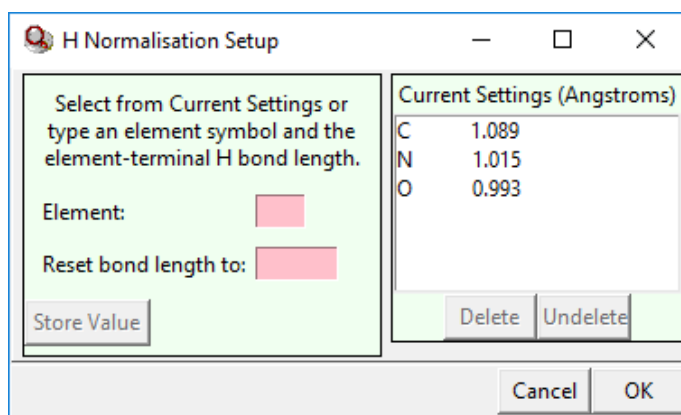 H Normalisation Setup
Select from Current Settings or
type an element symbol and the
element-terminal H bond length.
Element:
Reset bond length to:
Store Value
Current Settings (Angstroms)
C 1.089
N 1.015
O 0.993
Delete Undelete
Cancel OK